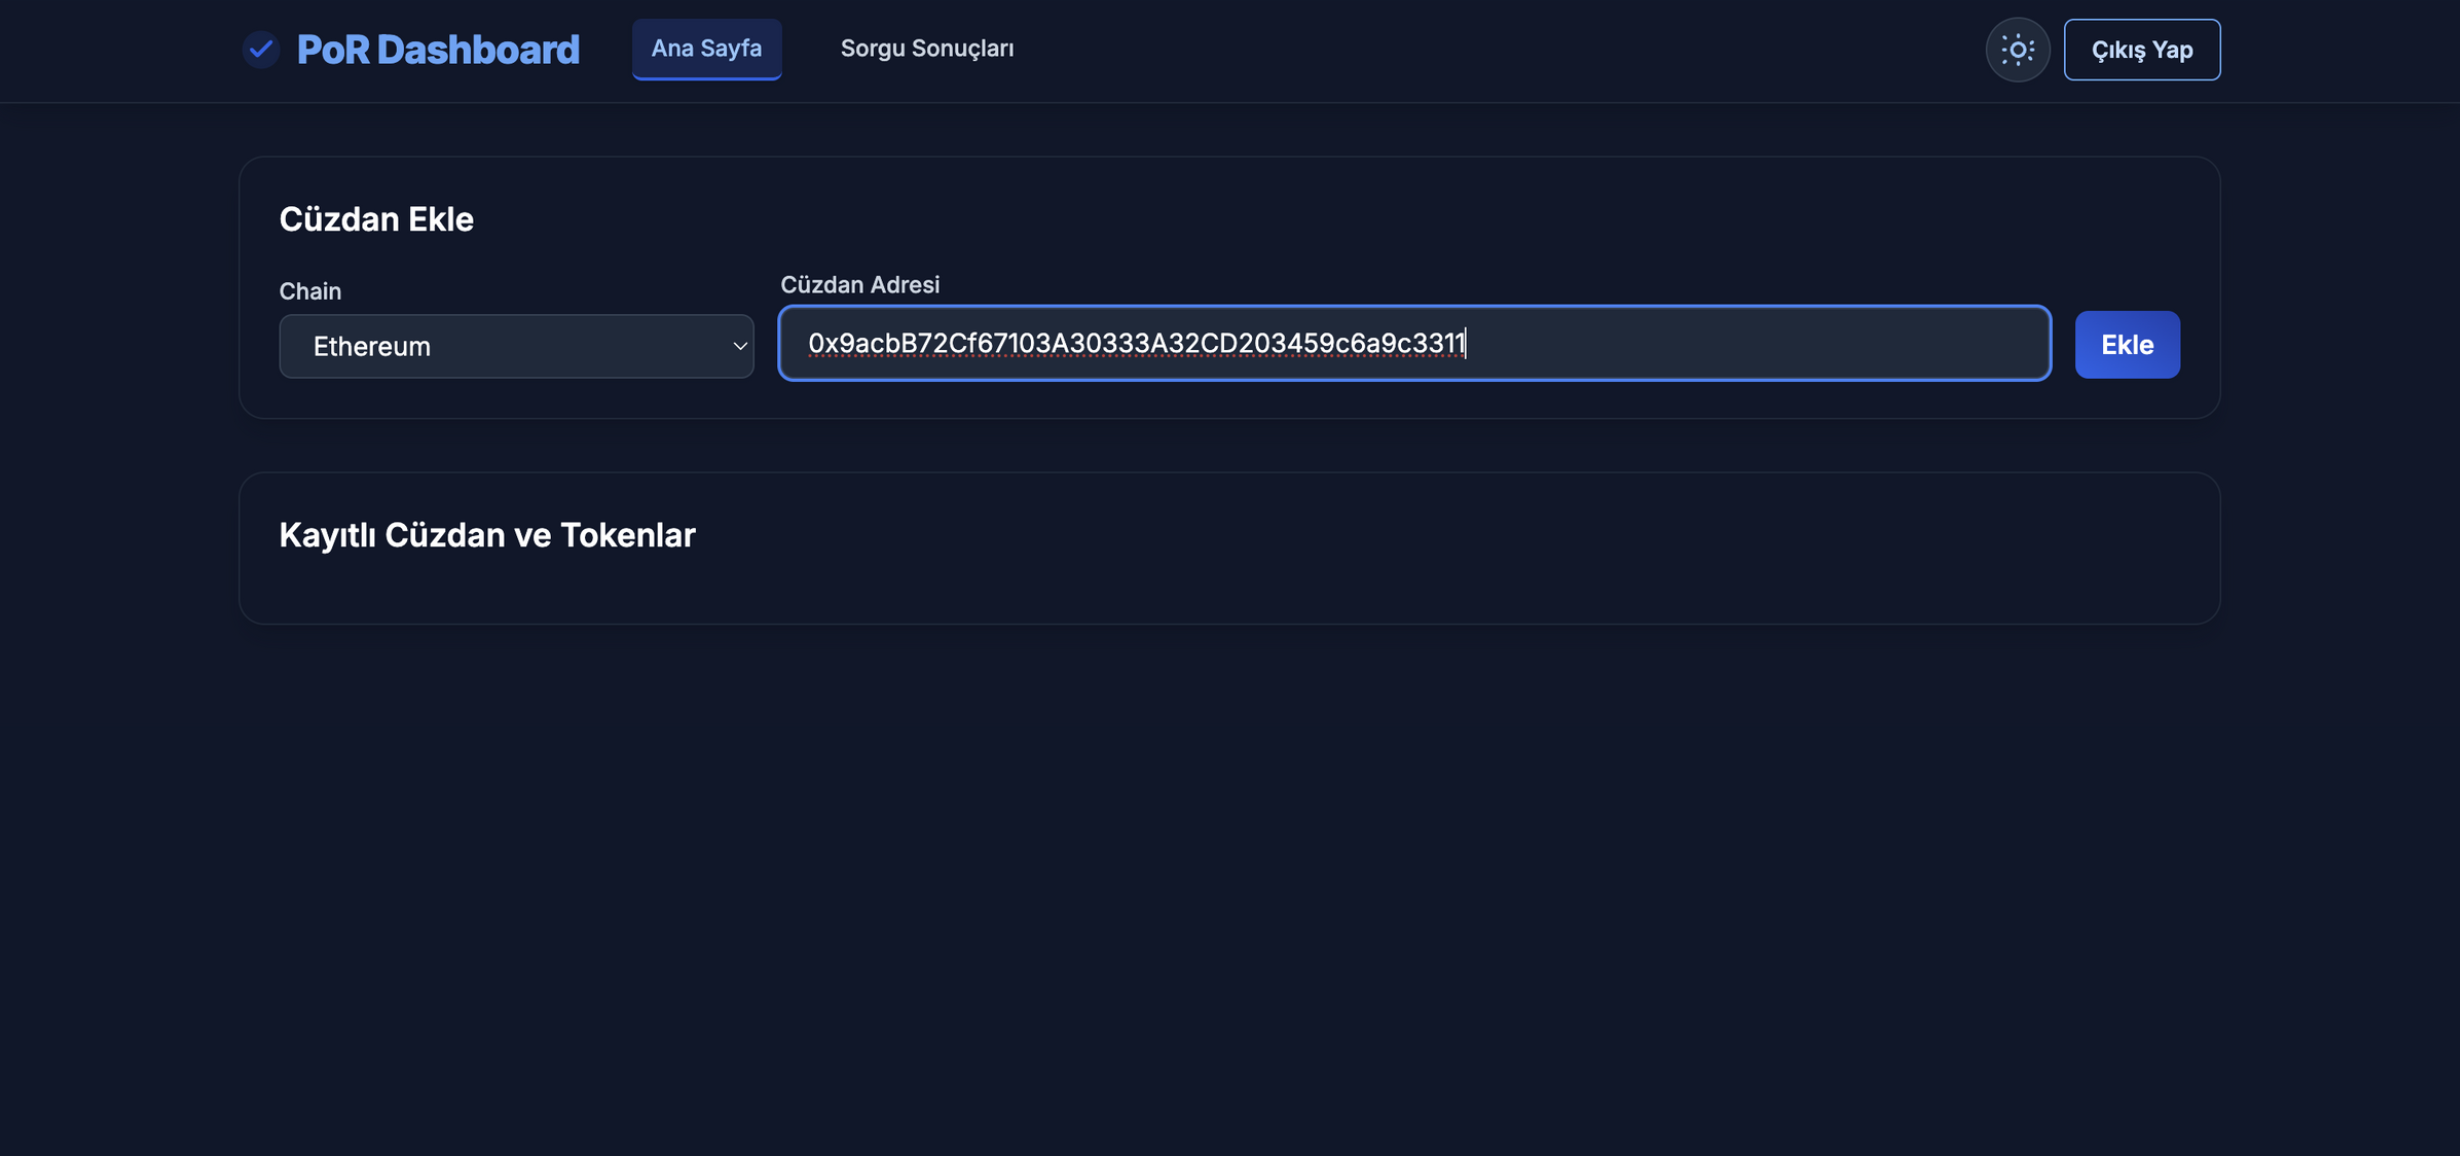 PoR Dashboard
Ana Sayfa
Sorgu Sonuçları
Çıkış Yap
Cüzdan Ekle
Chain
Cüzdan Adresi
Ethereum
0x9acbB72Cf67103A30333A32CD203459c6a9c3311
Ekle
Kayıtlı Cüzdan ve Tokenlar